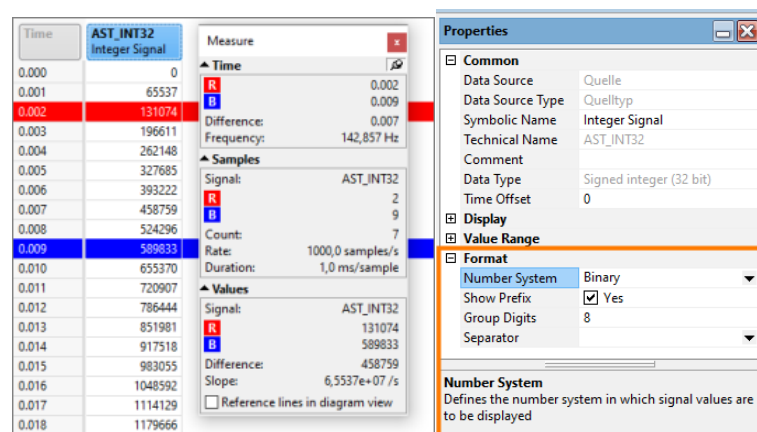 Time
AST_INT32
Integer Signal
0.000 0
0.001 65537
0.002 131074
0.003 196611
0.004 262148
0.005 327685
0.006 393222
0.007 458759
0.008 524296
0.009 589833
0.010 655370
0.011 720907
0.012 786444
0.013 851981
0.014 917518
0.015 983055
0.016 1048592
0.017 1114129
0.018 1179666
Measure x
Time
R 0.002
B 0.009
Difference: 0.007
Frequency: 142,857 Hz
Samples
Signal: AST_INT32
R 2
B 9
Count: 7
Rate: 1000,0 samples/s
Duration: 1,0 ms/sample
Values
Signal: AST_INT32
R 131074
B 589833
Difference: 458759
Slope: 6,5537e+07 /s
Reference lines in diagram view
Properties
Common
Data Source Quelle
Data Source Type Quelltyp
Symbolic Name Integer Signal
Technical Name AST_INT32
Comment
Data Type Signed integer (32 bit)
Time Offset 0
Display
Value Range
Format
Number System Binary
Show Prefix Yes
Group Digits 8
Separator
Number System
Defines the number system in which signal values are
to be displayed